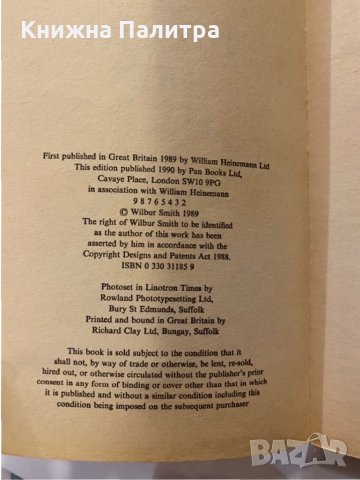 Книжна Палитра
First published in Great Britain 1989 by William Heinemann Ltd
This edition published 1990 by Pan Books Ltd,
Cavaye Place, London SW10 9PG
in association with William Heinemann
9 8 7 6 5 4 3 2
© Wilbur Smith 1989
The right of Wilbur Smith to be identified
as the author of this work has been
asserted by him in accordance with the
Copyright Designs and Patents Act 1988.
ISBN 0 330 31185 9
Photoset in Linotron Times by
Rowland Phototypesetting Ltd,
Bury St Edmunds, Suffolk
Printed and bound in Great Britain by
Richard Clay Ltd, Bungay, Suffolk
This book is sold subject to the condition that it
shall not, by way of trade or otherwise, be lent, re-sold,
hired out, or otherwise circulated without the publisher's prior
consent in any form of binding or cover other than that in which
it is published and without a similar condition including this
condition being imposed on the subsequent purchaser
BAZAR